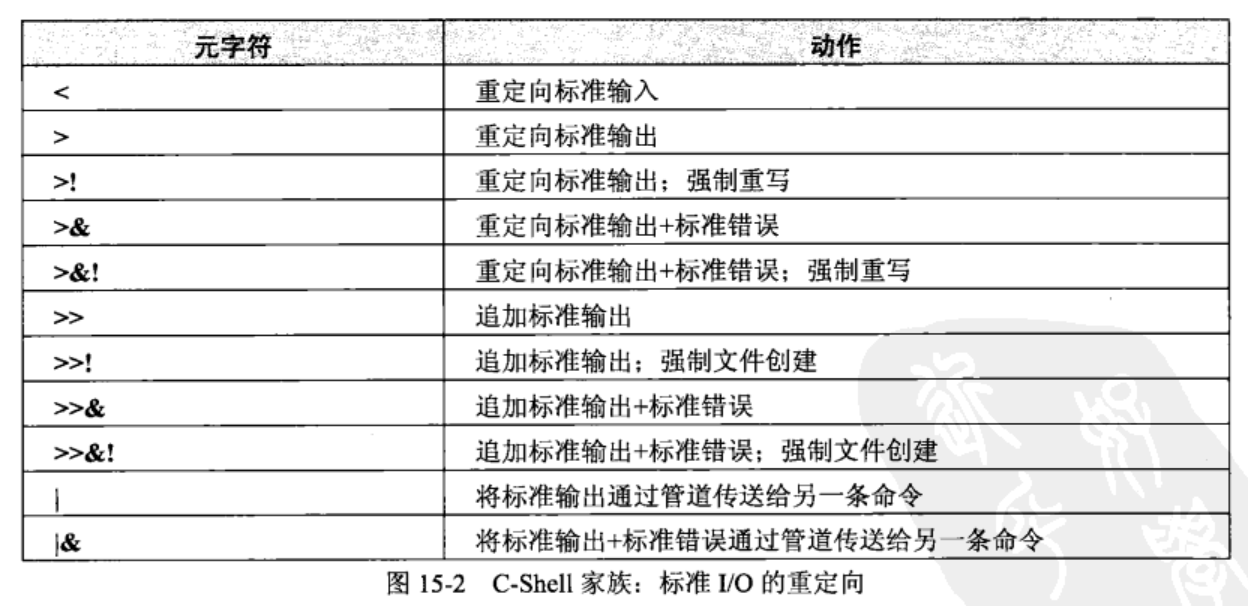 元字符 动作
< 重定向标准输入
> 重定向标准输出
>! 重定向标准输出；强制重写
>& 重定向标准输出+标准错误
>&! 重定向标准输出+标准错误；强制重写
>> 追加标准输出
>>! 追加标准输出；强制文件创建
>>& 追加标准输出+标准错误
>>&! 追加标准输出+标准错误；强制文件创建
| 将标准输出通过管道传送给另一条命令
|& 将标准输出+标准错误通过管道传送给另一条命令
图 15-2 C-Shell 家族：标准 I/O 的重定向